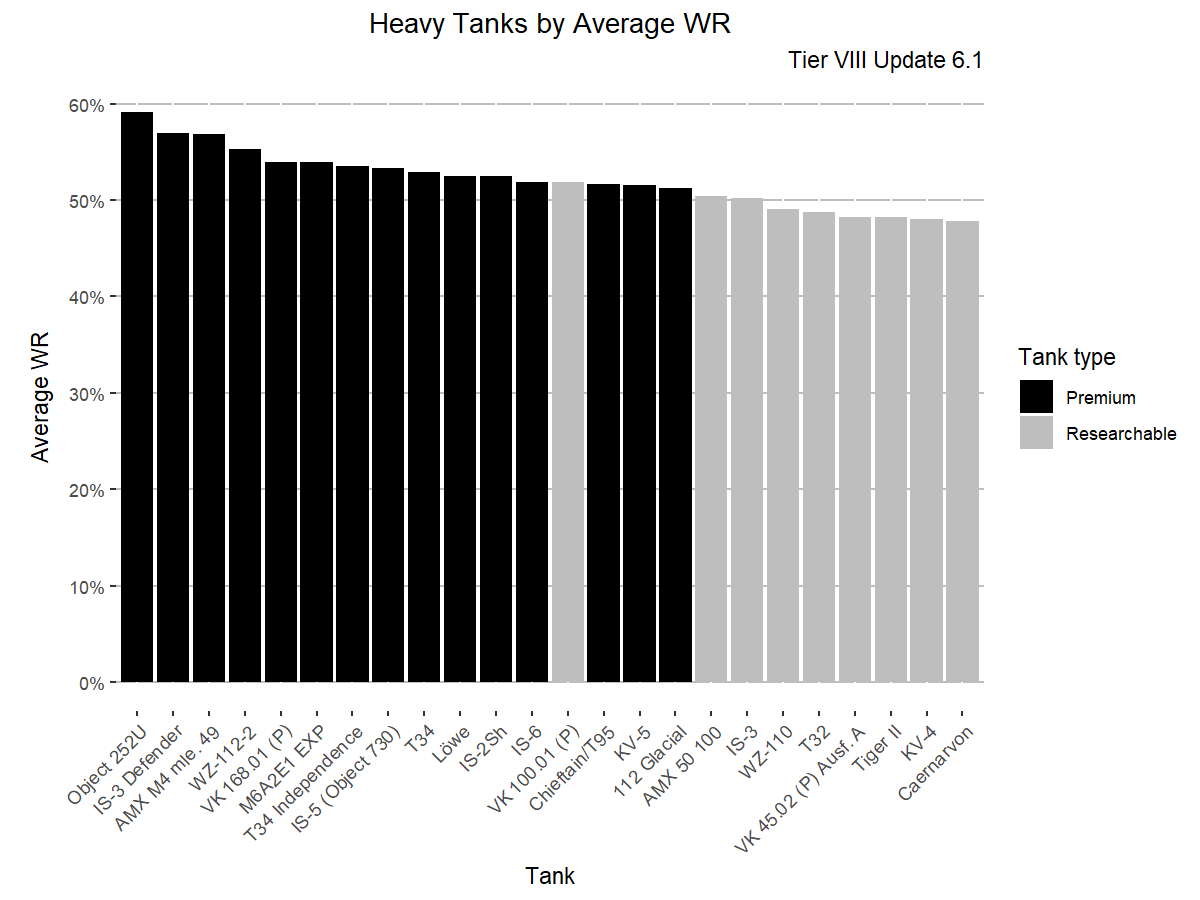 Heavy Tanks by Average WR
Tier VIII Update 6.1
Average WR
60%
50%
40%
30%
20%
10%
0%
Object 252U
IS-3 Defender
AMX M4 mle. 49
WZ-112-2
VK 168.01 (P)
M6A2E1 EXP
T34 Independence
IS-5 (Object 730)
T34
Löwe
IS-2Sh
IS-6
VK 100.01 (P)
Chieftain/T95
KV-5
112 Glacial
AMX 50 100
IS-3
WZ-110
T32
VK 45.02 (P) Ausf. A
Tiger II
KV-4
Caernarvon
Tank
Tank type
Premium
Researchable